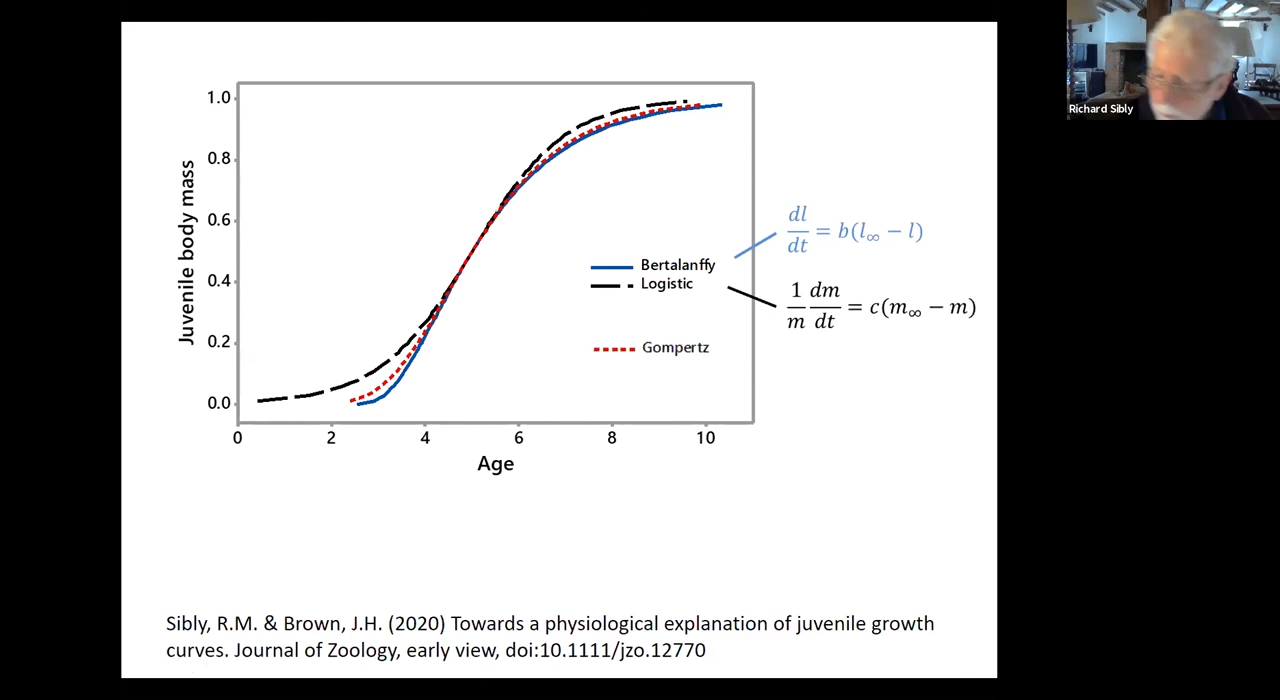 Richard Sibly
1.0
0.8
0.6
0.4
0.2
0.0
Juvenile body mass
0 2 4 6 8 10
Age
Bertalanffy
Logistic
Gompertz
dl/dt = b(l∞ − l)
1/m dm/dt = c(m∞ − m)
Sibly, R.M. & Brown, J.H. (2020) Towards a physiological explanation of juvenile growth
curves. Journal of Zoology, early view, doi:10.1111/jzo.12770